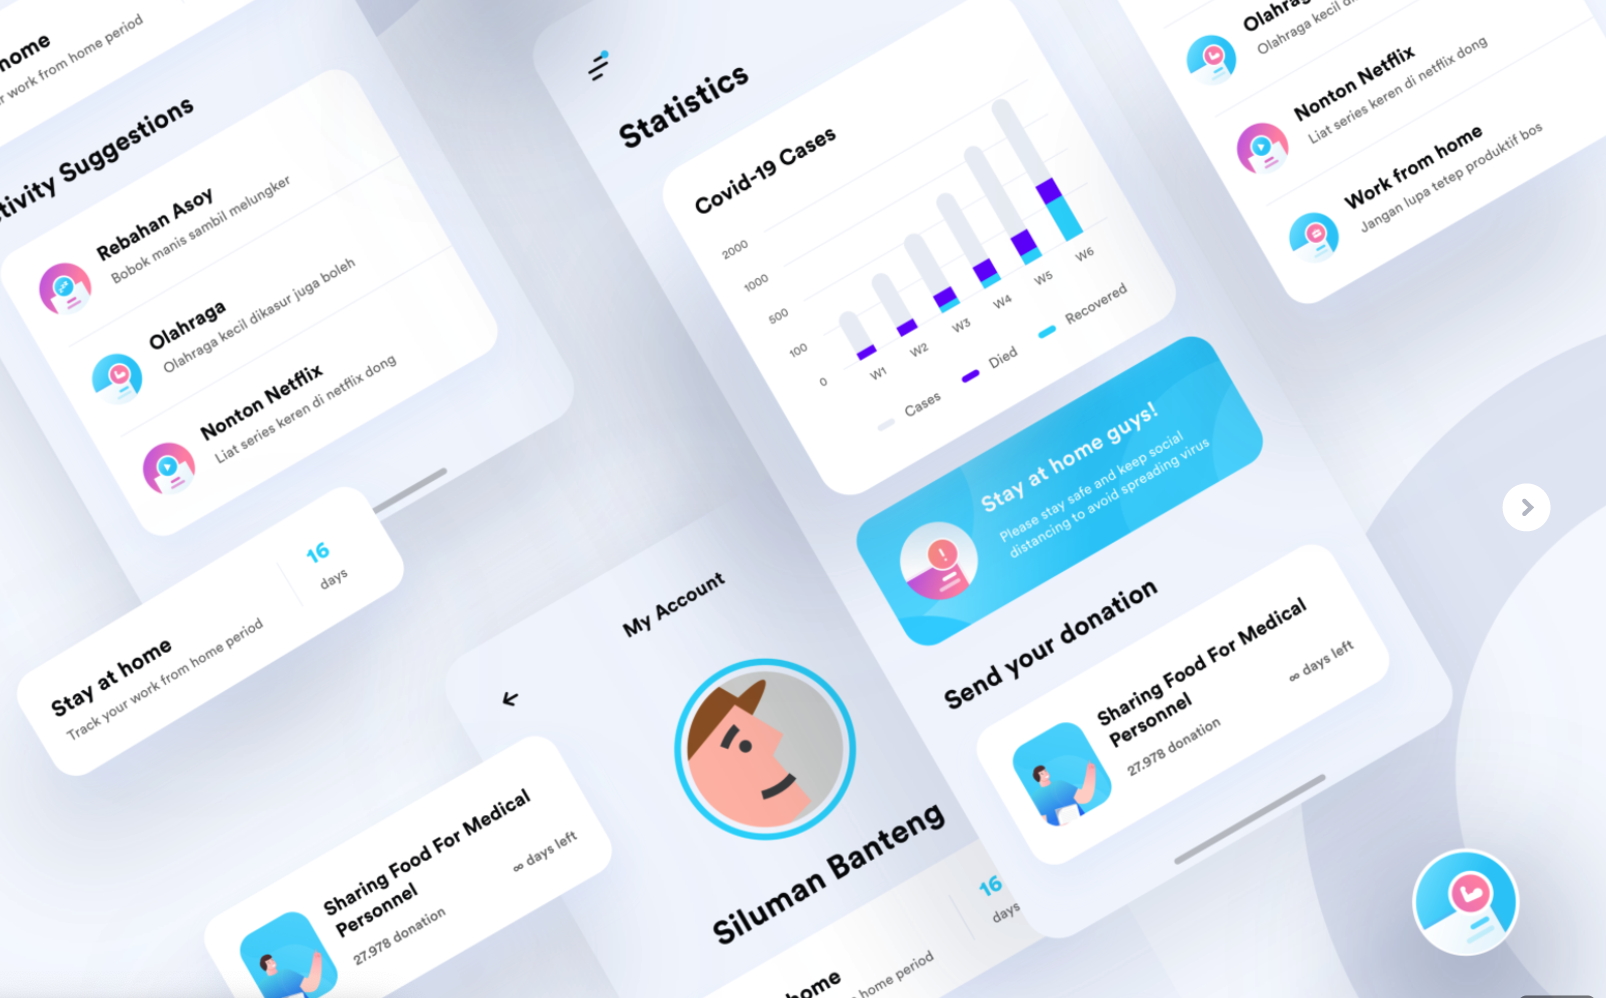 home
work from home period
Activity Suggestions
Rebahan Asoy
Bobok manis sambil melungker
Olahraga
Olahraga kecil dikasur juga boleh
Nonton Netflix
Liat series keren di netflix dong
Stay at home
Track your work from home period
16
days
Sharing Food For Medical
Personnel
27.978 donation
∞ days left
My Account
Siluman Banteng
home
home period
16
days
Statistics
Covid-19 Cases
2000
1000
500
100
0
W1
W2
W3
W4
W5
W6
Cases
Died
Recovered
Stay at home guys!
Please stay safe and keep social
distancing to avoid spreading virus
Send your donation
Sharing Food For Medical
Personnel
27.978 donation
∞ days left
Olahraga
Olahraga kecil
Nonton Netflix
Liat series keren di netflix dong
Work from home
Jangan lupa tetep produktif bos